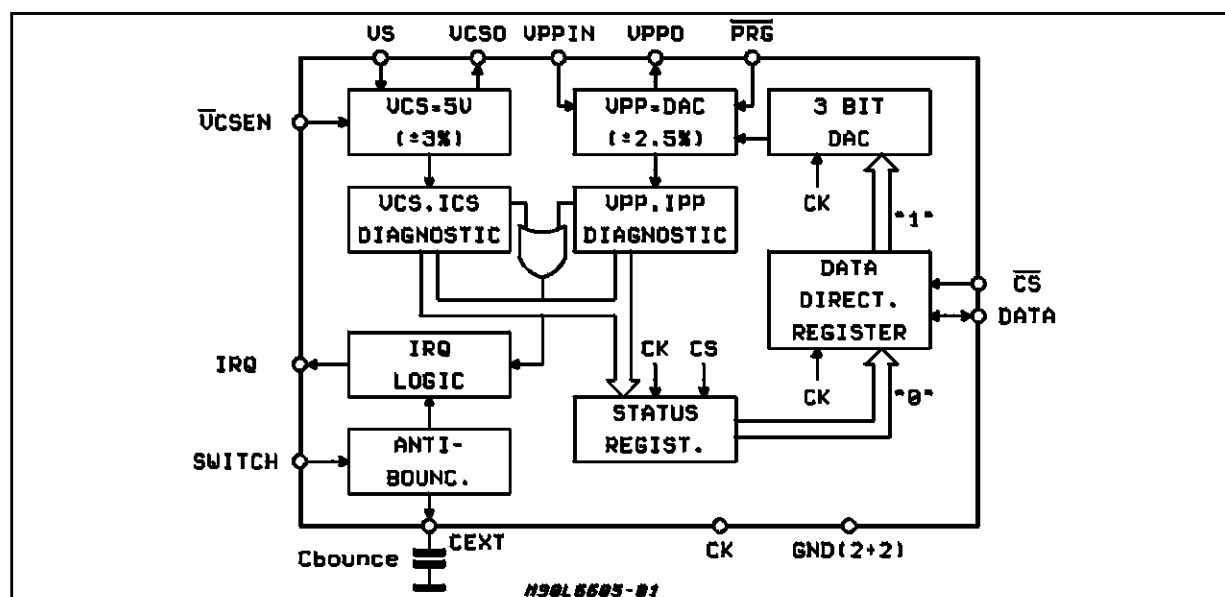 VS VCSO VPPIN VPPO PRG
VCSEN
VCS=5V
(±3%)
VPP=DAC
(±2.5%)
3 BIT
DAC
CK
"1"
VCS.ICS
DIAGNOSTIC
VPP.IPP
DIAGNOSTIC
DATA
DIRECT.
REGISTER
CS
DATA
IRQ
IRQ
LOGIC
CK CS
CK
"0"
STATUS
REGIST.
SWITCH
ANTI-
BOUNC.
Cbounce
CEXT
CK
GND(2+2)
M90L6605-01